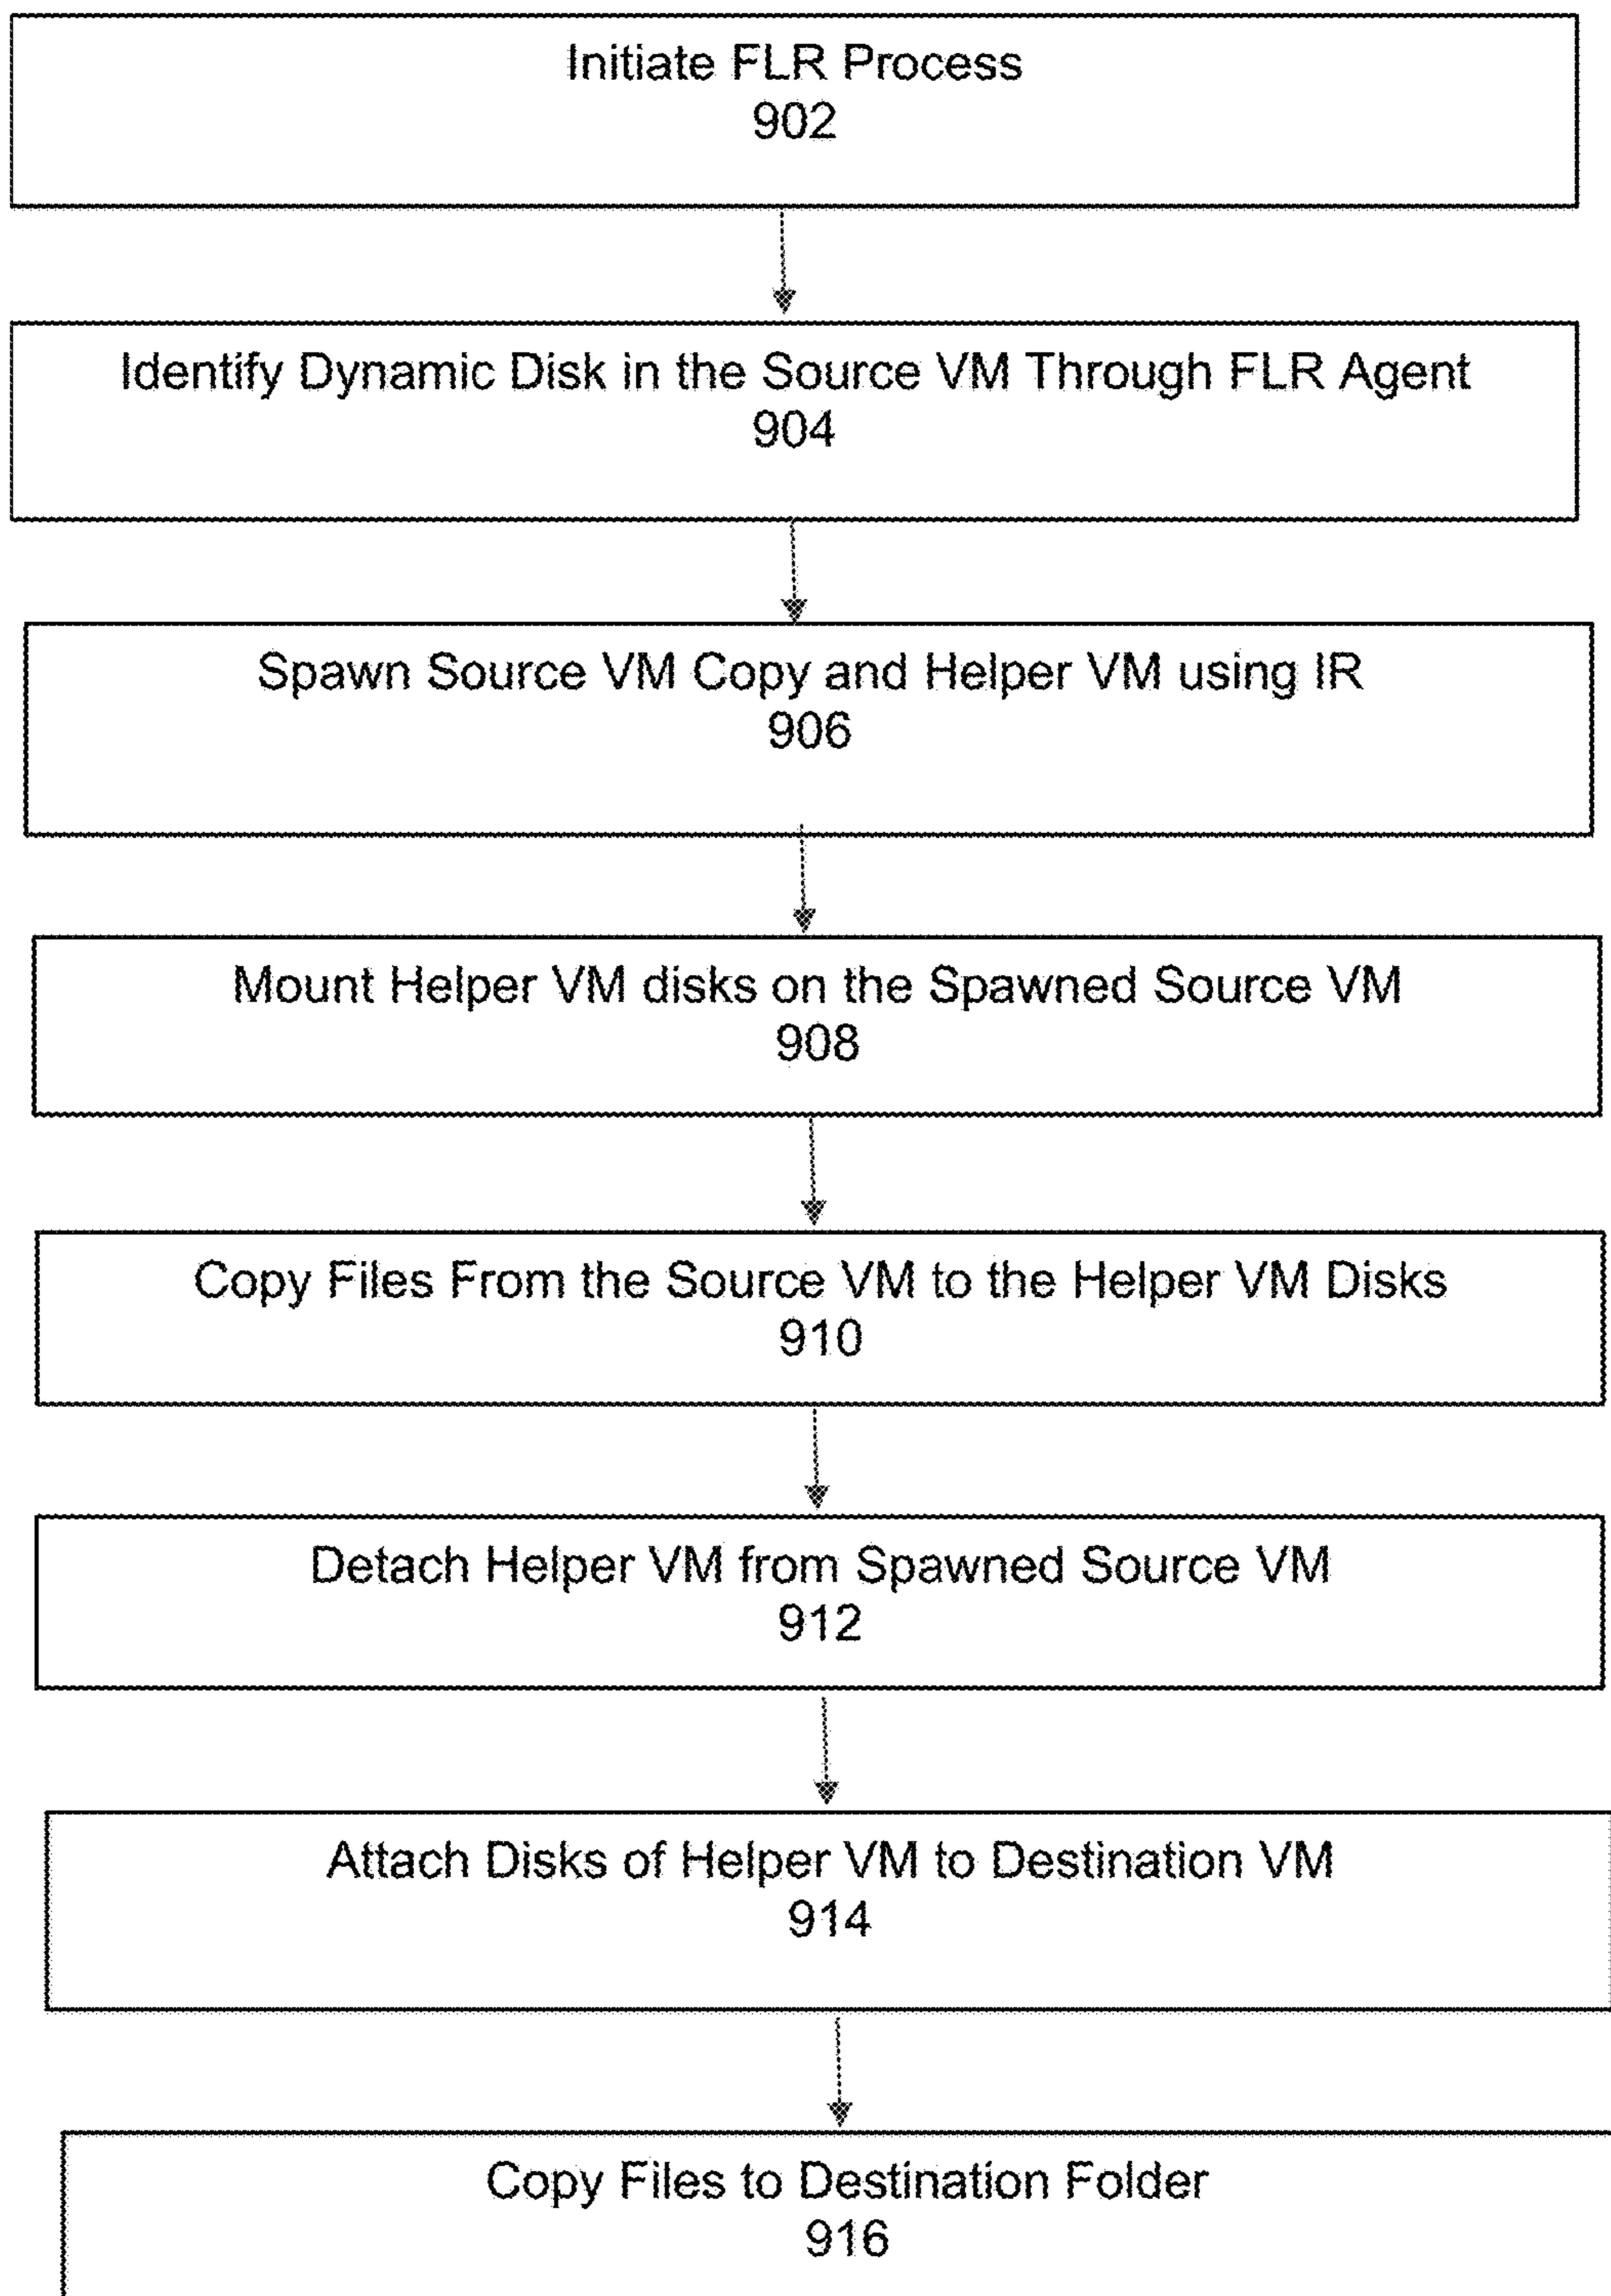 Initiate FLR Process
902
Identify Dynamic Disk in the Source VM Through FLR Agent
904
Spawn Source VM Copy and Helper VM using IR
906
Mount Helper VM disks on the Spawned Source VM
908
Copy Files From the Source VM to the Helper VM Disks
910
Detach Helper VM from Spawned Source VM
912
Attach Disks of Helper VM to Destination VM
914
Copy Files to Destination Folder
916